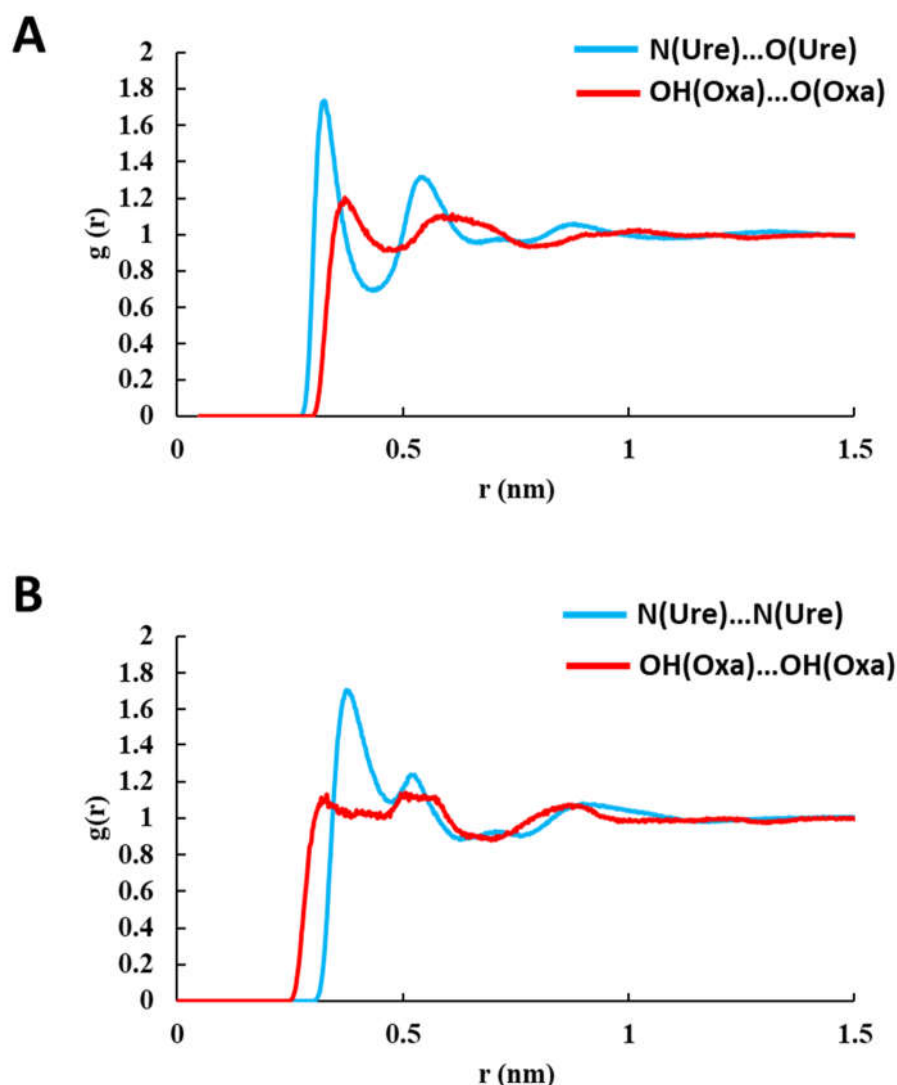 A
N(Ure)...O(Ure)
OH(Oxa)...O(Oxa)
g (r)
2
1.8
1.6
1.4
1.2
1
0.8
0.6
0.4
0.2
0
0 0.5 1 1.5
r (nm)
B
N(Ure)...N(Ure)
OH(Oxa)...OH(Oxa)
g(r)
2
1.8
1.6
1.4
1.2
1
0.8
0.6
0.4
0.2
0
0 0.5 1 1.5
r (nm)